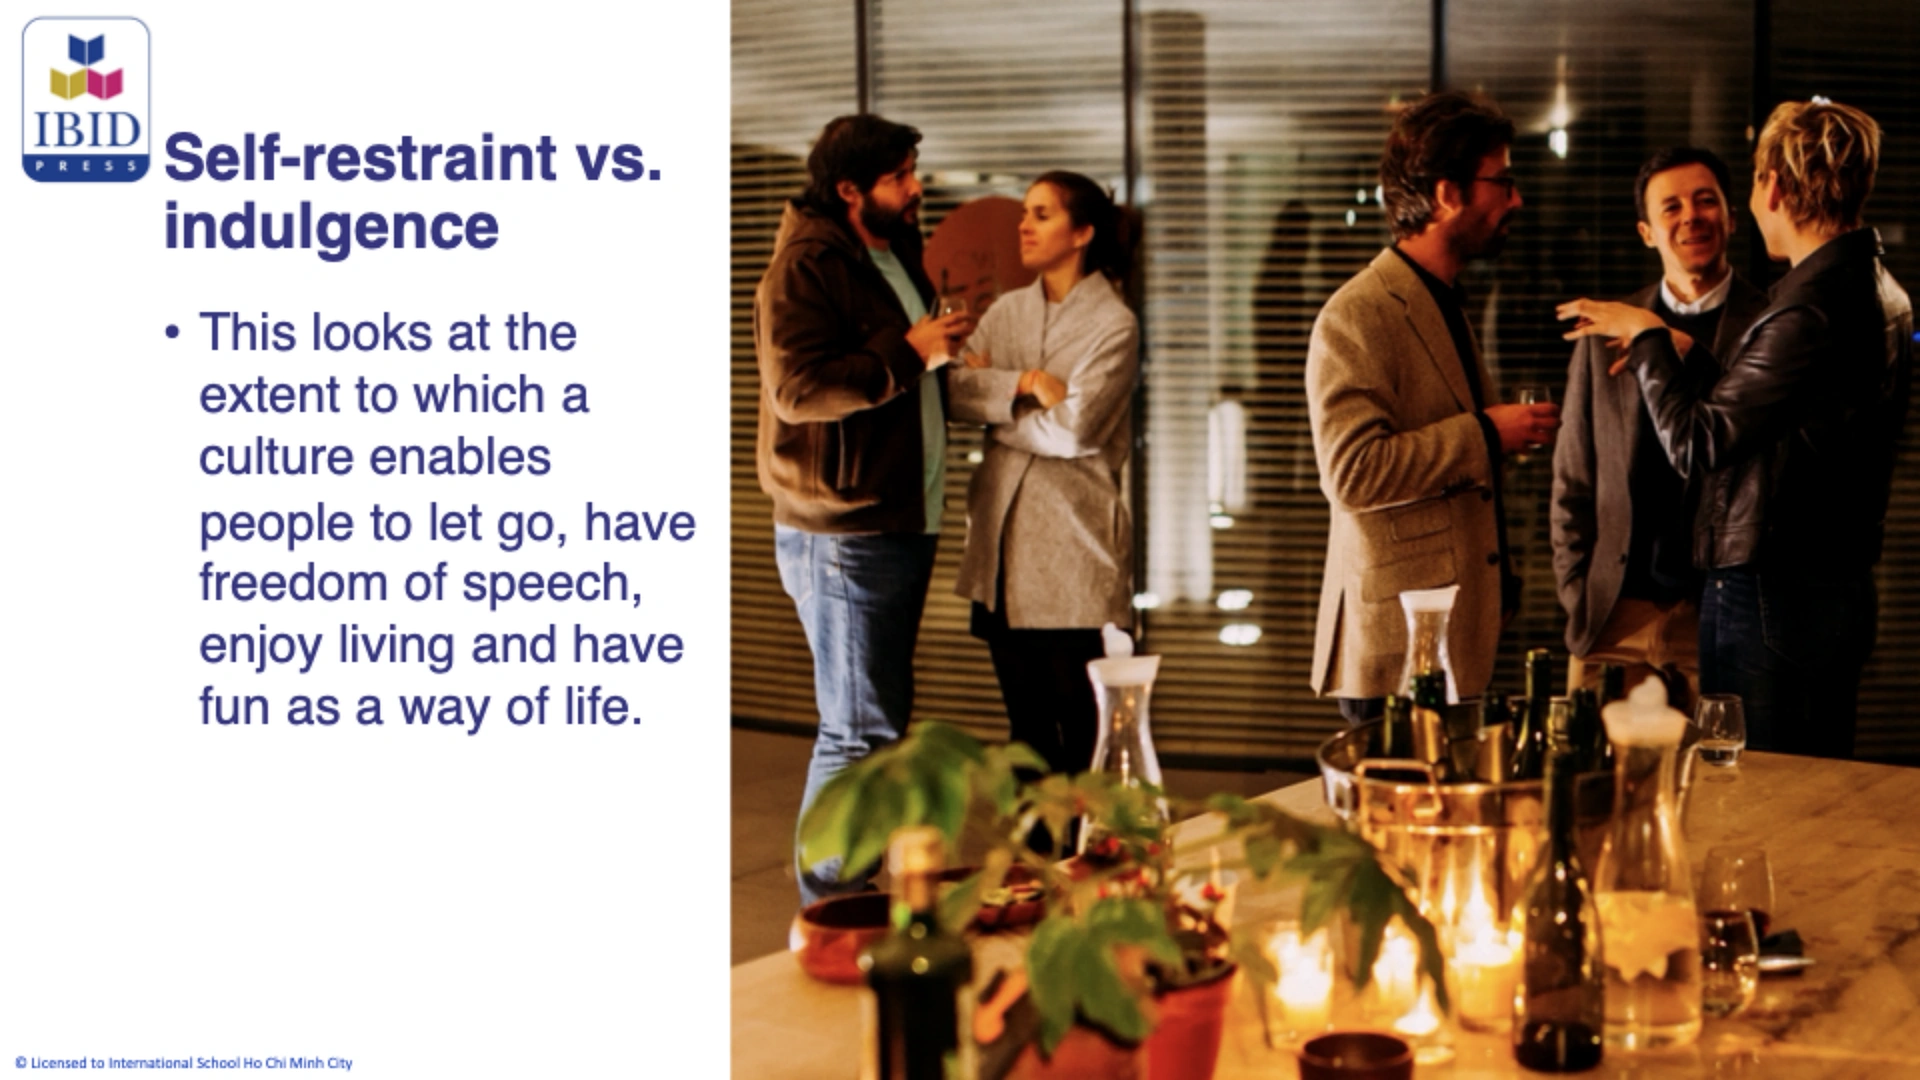 IBID
PRESS
Self-restraint vs.
indulgence
• This looks at the
extent to which a
culture enables
people to let go, have
freedom of speech,
enjoy living and have
fun as a way of life.
© Licensed to International School Ho Chi Minh City